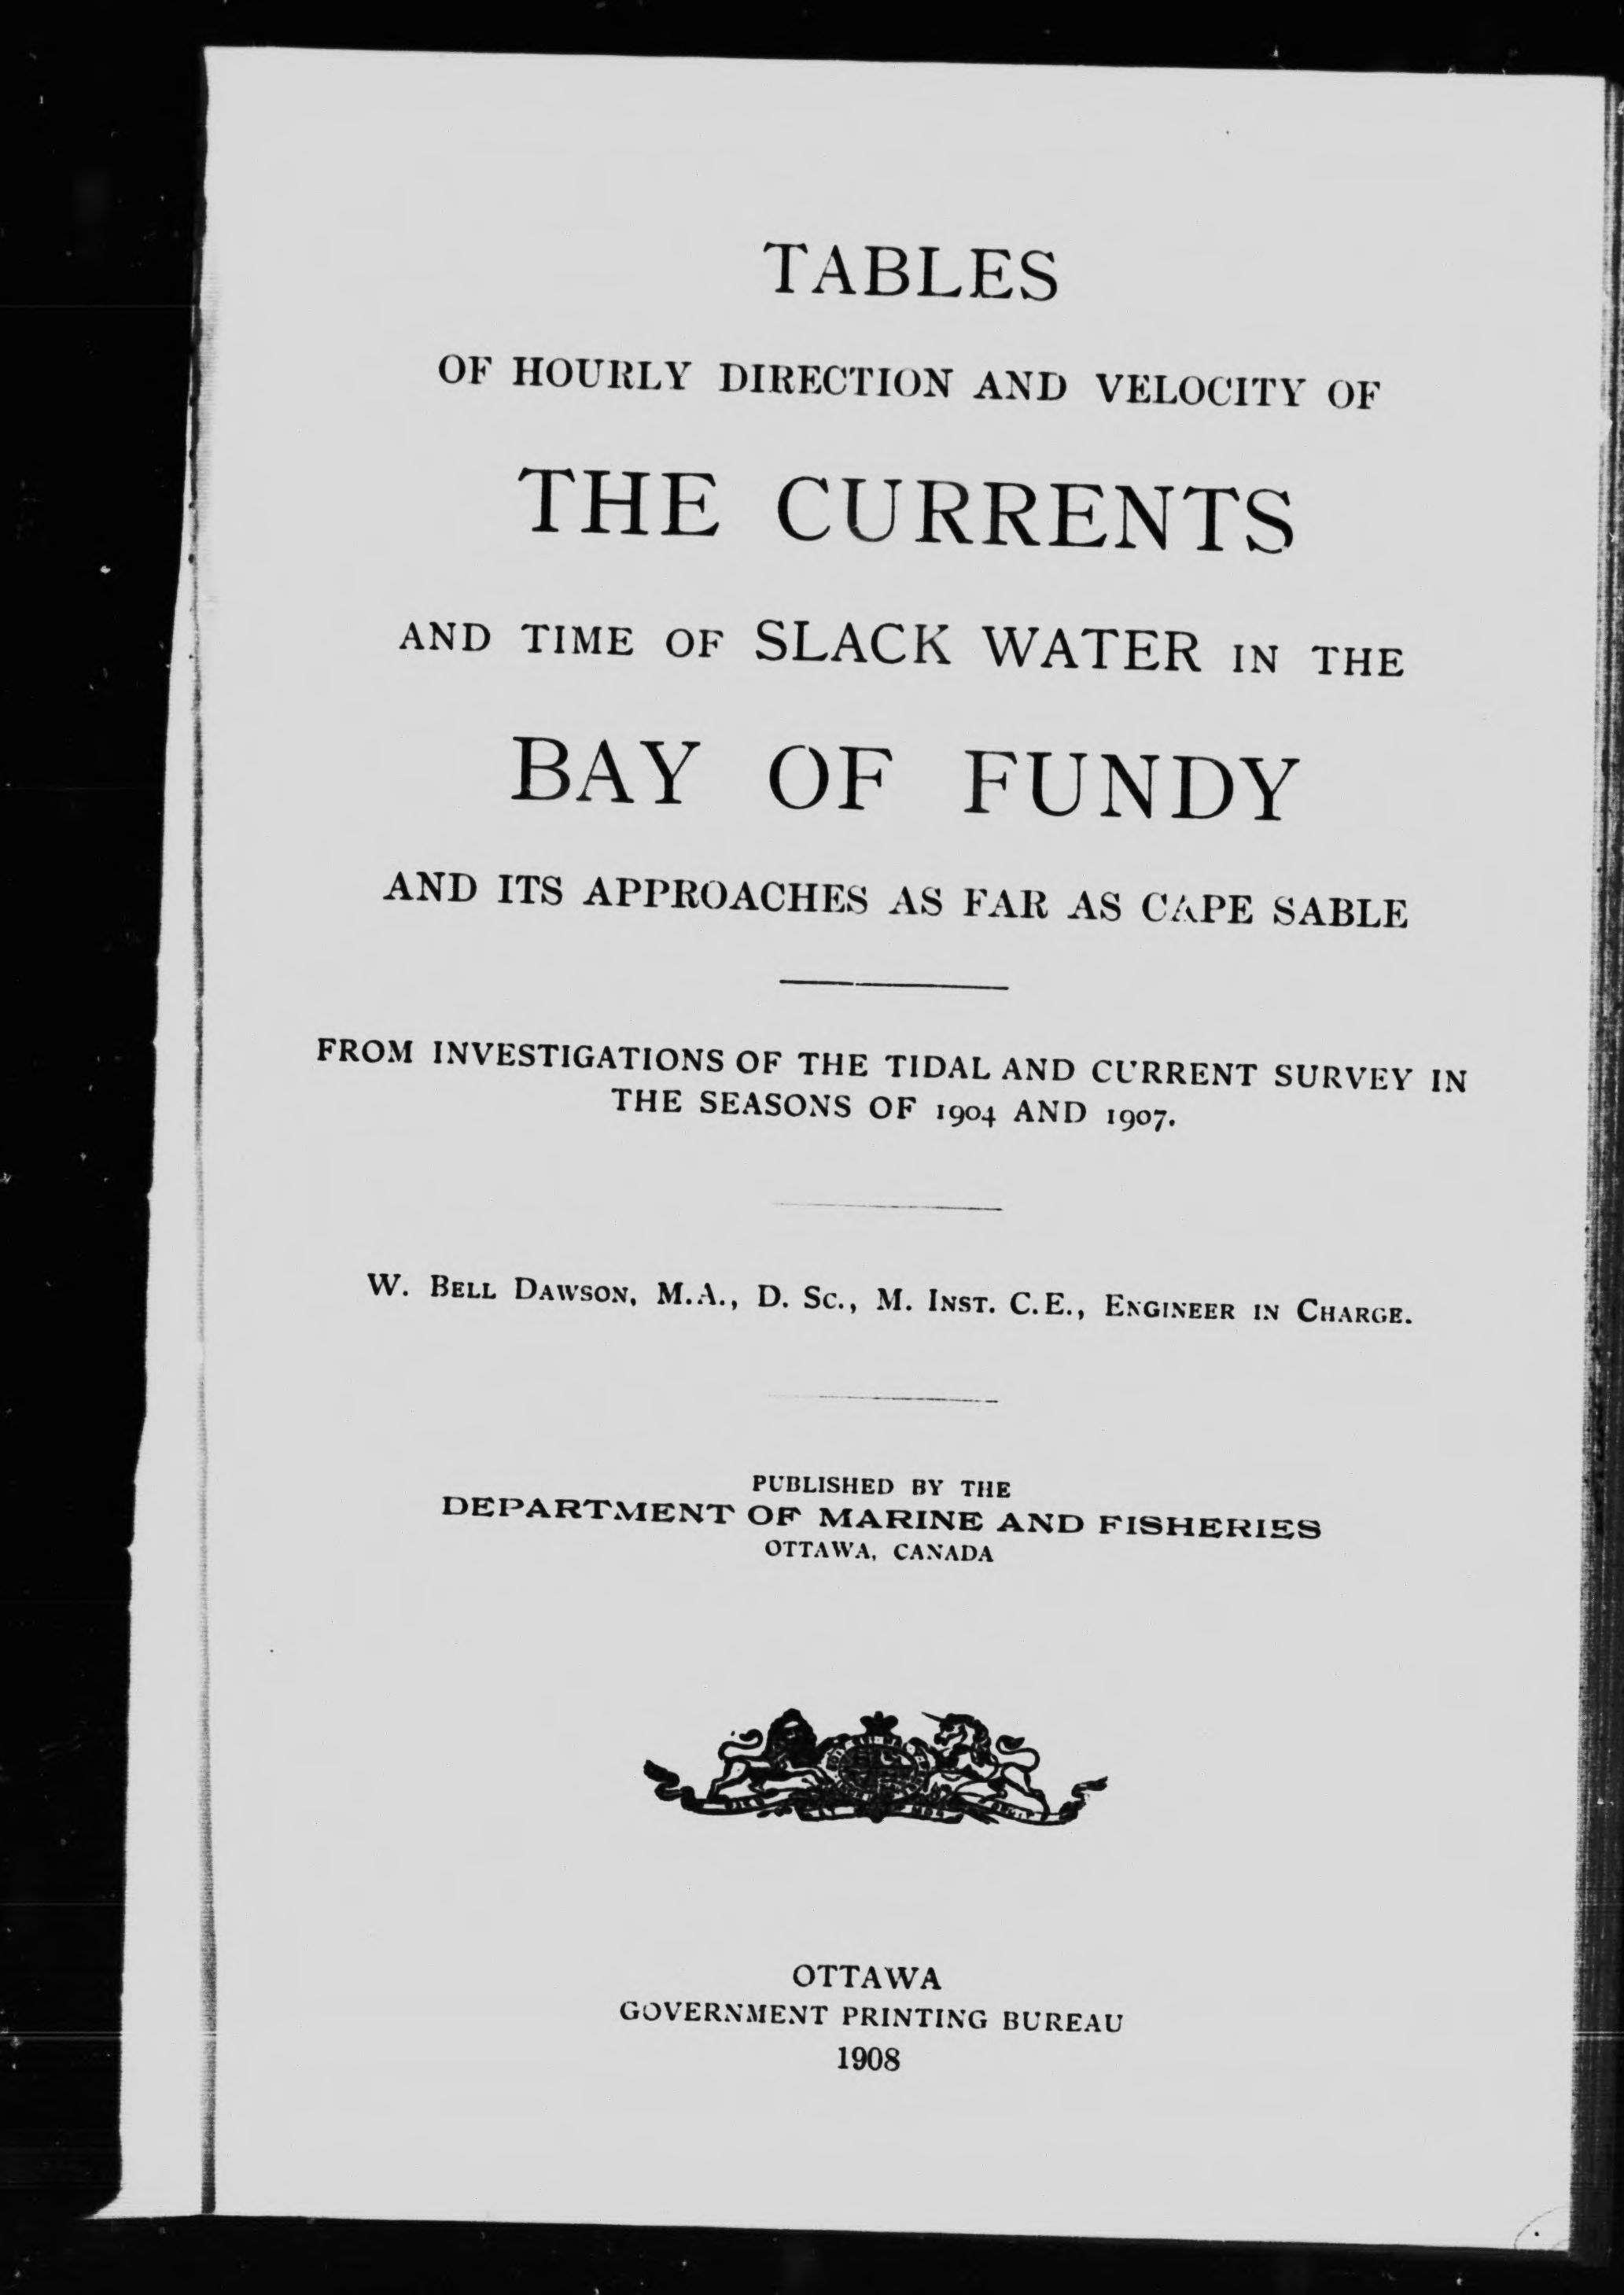 TABLES
OF HOURLY DIRECTION AND VELOCITY OF
THE CURRENTS
AND TIME OF SLACK WATER IN THE
BAY OF FUNDY
AND ITS APPROACHES AS FAR AS CAPE SABLE
FROM INVESTIGATIONS OF THE TIDAL AND CURRENT SURVEY IN
THE SEASONS OF 1904 AND 1907.
W. BELL DAWSON, M.A., D. SC., M. INST. C.E., ENGINEER IN CHARGE.
PUBLISHED BY THE
DEPARTMENT OF MARINE AND FISHERIES
OTTAWA, CANADA
OTTAWA
GOVERNMENT PRINTING BUREAU
1908